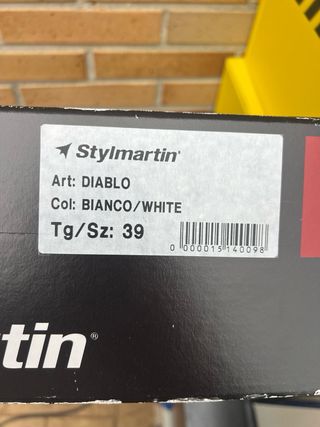 Stylmartin®
Art: DIABLO
Col: BIANCO/WHITE
Tg/Sz: 39
0 000015 140098
tin®